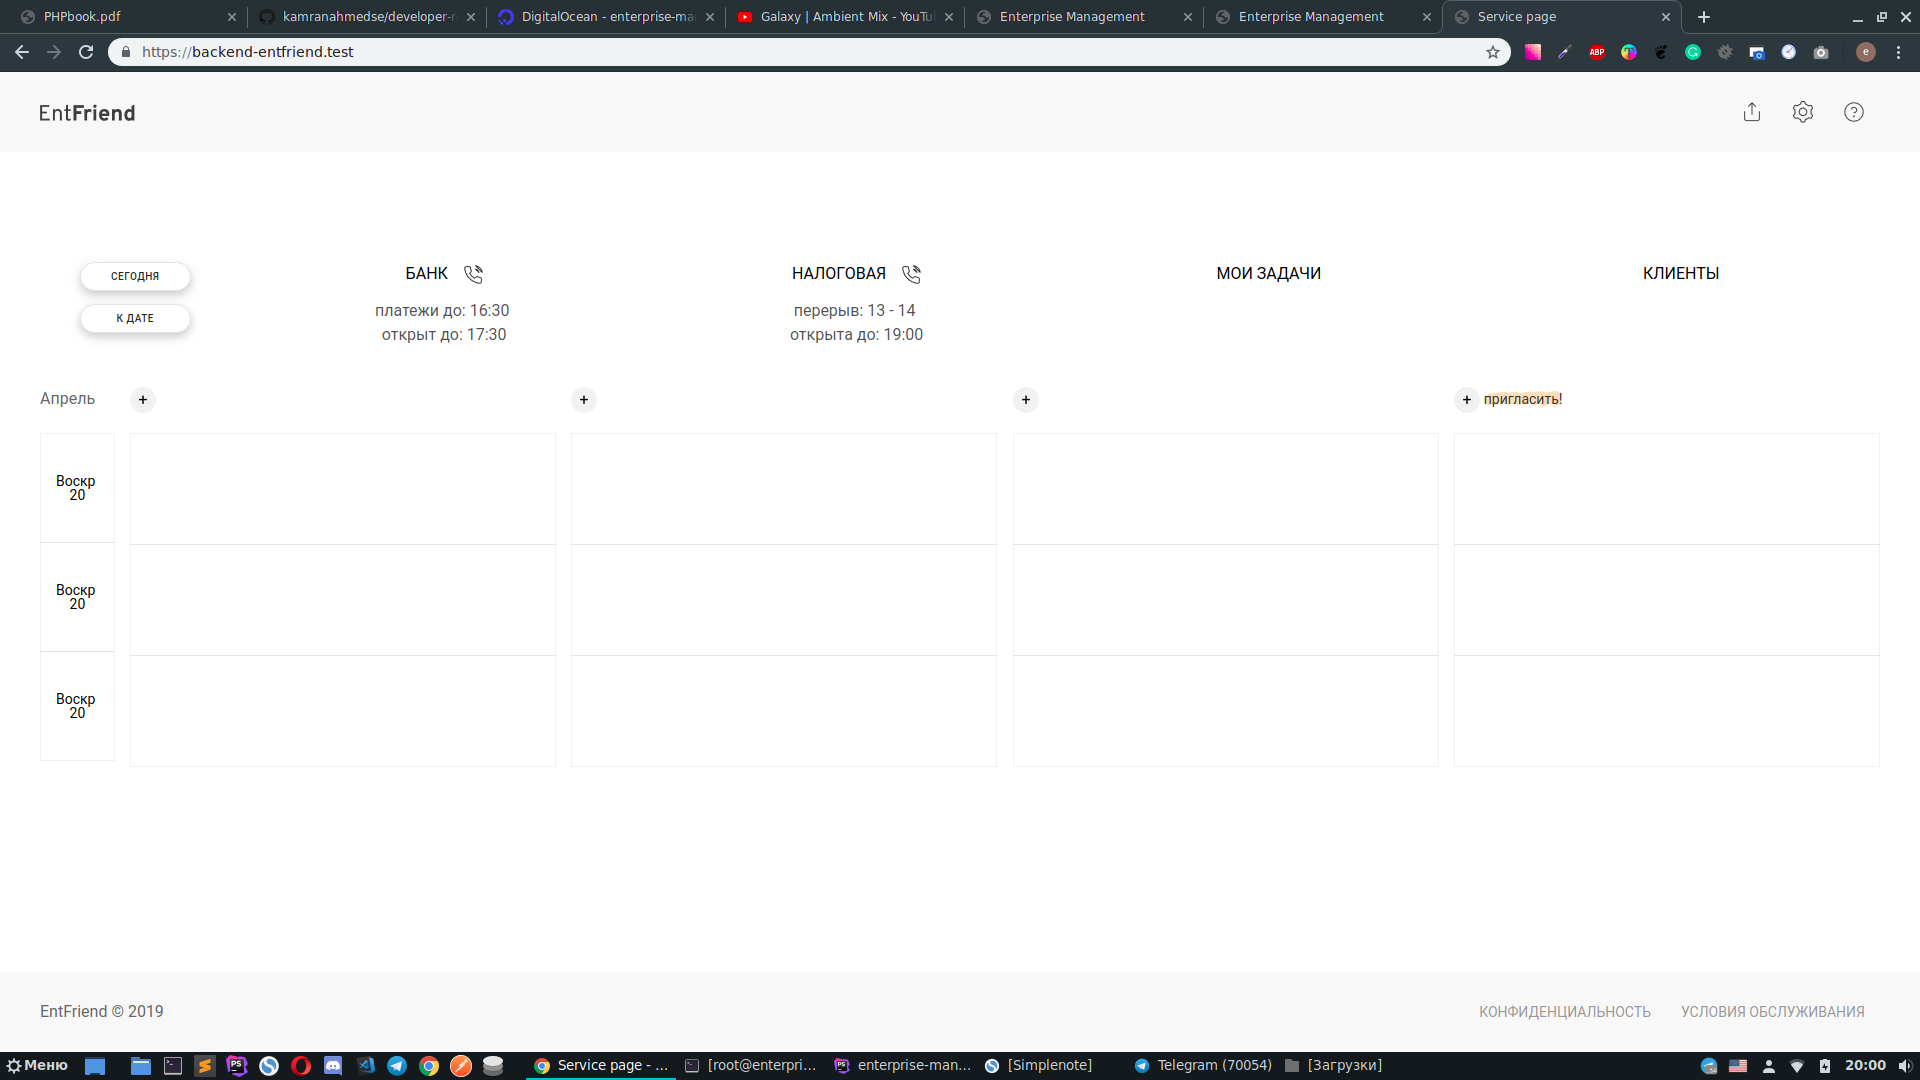 PHPbook.pdf
kamranahmedse/developer-r
DigitalOcean - enterprise-ma
Galaxy | Ambient Mix - YouTu
Enterprise Management
Enterprise Management
Service page
https://backend-entfriend.test
ABP
e
EntFriend
СЕГОДНЯ
К ДАТЕ
БАНК
платежи до: 16:30
открыт до: 17:30
НАЛОГОВАЯ
перерыв: 13 - 14
открыта до: 19:00
МОИ ЗАДАЧИ
КЛИЕНТЫ
Апрель
+
+
+
+ пригласить!
Воскр
20
Воскр
20
Воскр
20
EntFriend © 2019
КОНФИДЕНЦИАЛЬНОСТЬ
УСЛОВИЯ ОБСЛУЖИВАНИЯ
Меню
PS
Service page - ...
[root@enterpri...
PS
enterprise-man...
[Simplenote]
Telegram (70054)
[Загрузки]
20:00